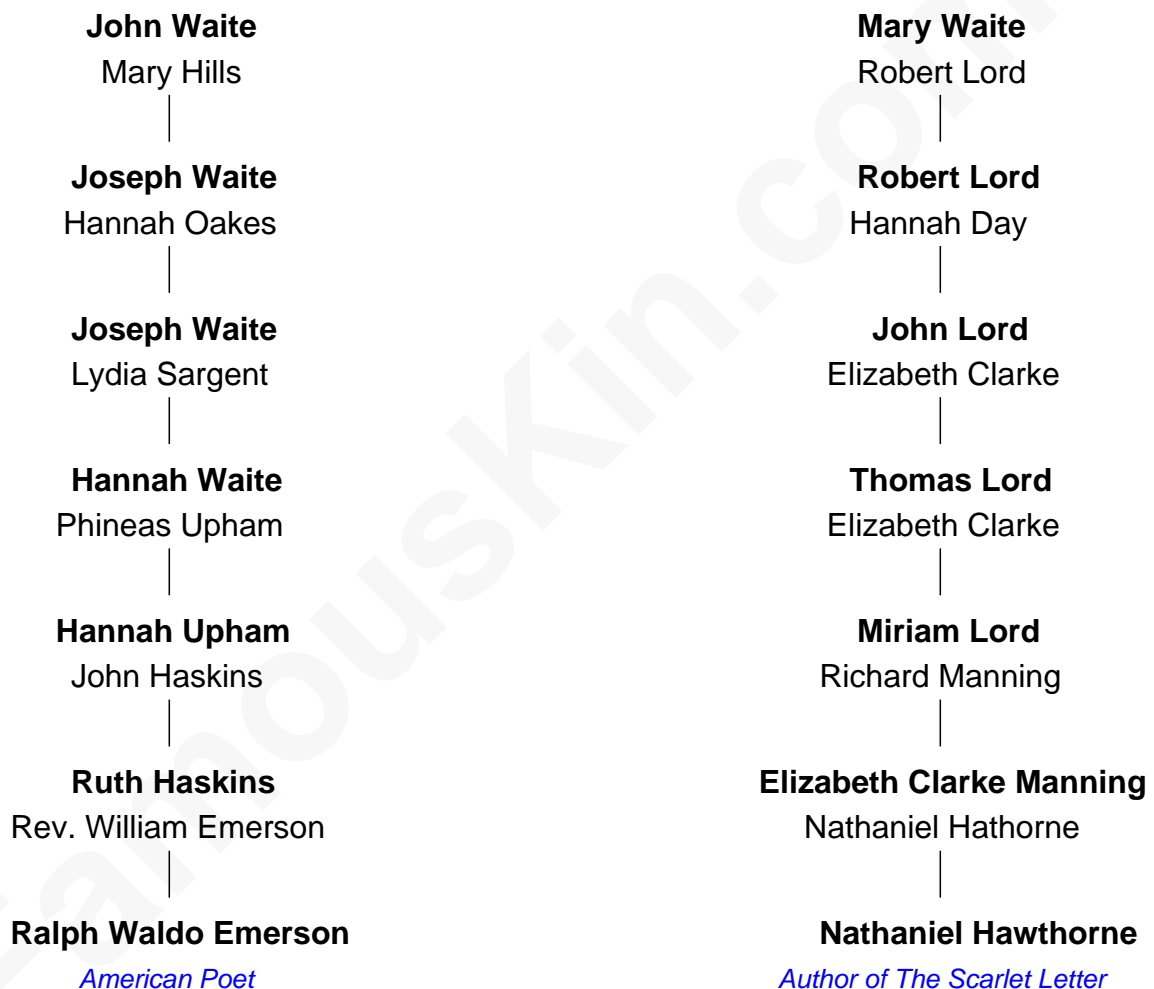 John Waite
Mary Hills
Joseph Waite
Hannah Oakes
Joseph Waite
Lydia Sargent
Hannah Waite
Phineas Upham
Hannah Upham
John Haskins
Ruth Haskins
Rev. William Emerson
Ralph Waldo Emerson
American Poet
Mary Waite
Robert Lord
Robert Lord
Hannah Day
John Lord
Elizabeth Clarke
Thomas Lord
Elizabeth Clarke
Miriam Lord
Richard Manning
Elizabeth Clarke Manning
Nathaniel Hathorne
Nathaniel Hawthorne
Author of The Scarlet Letter
FamousKin.com